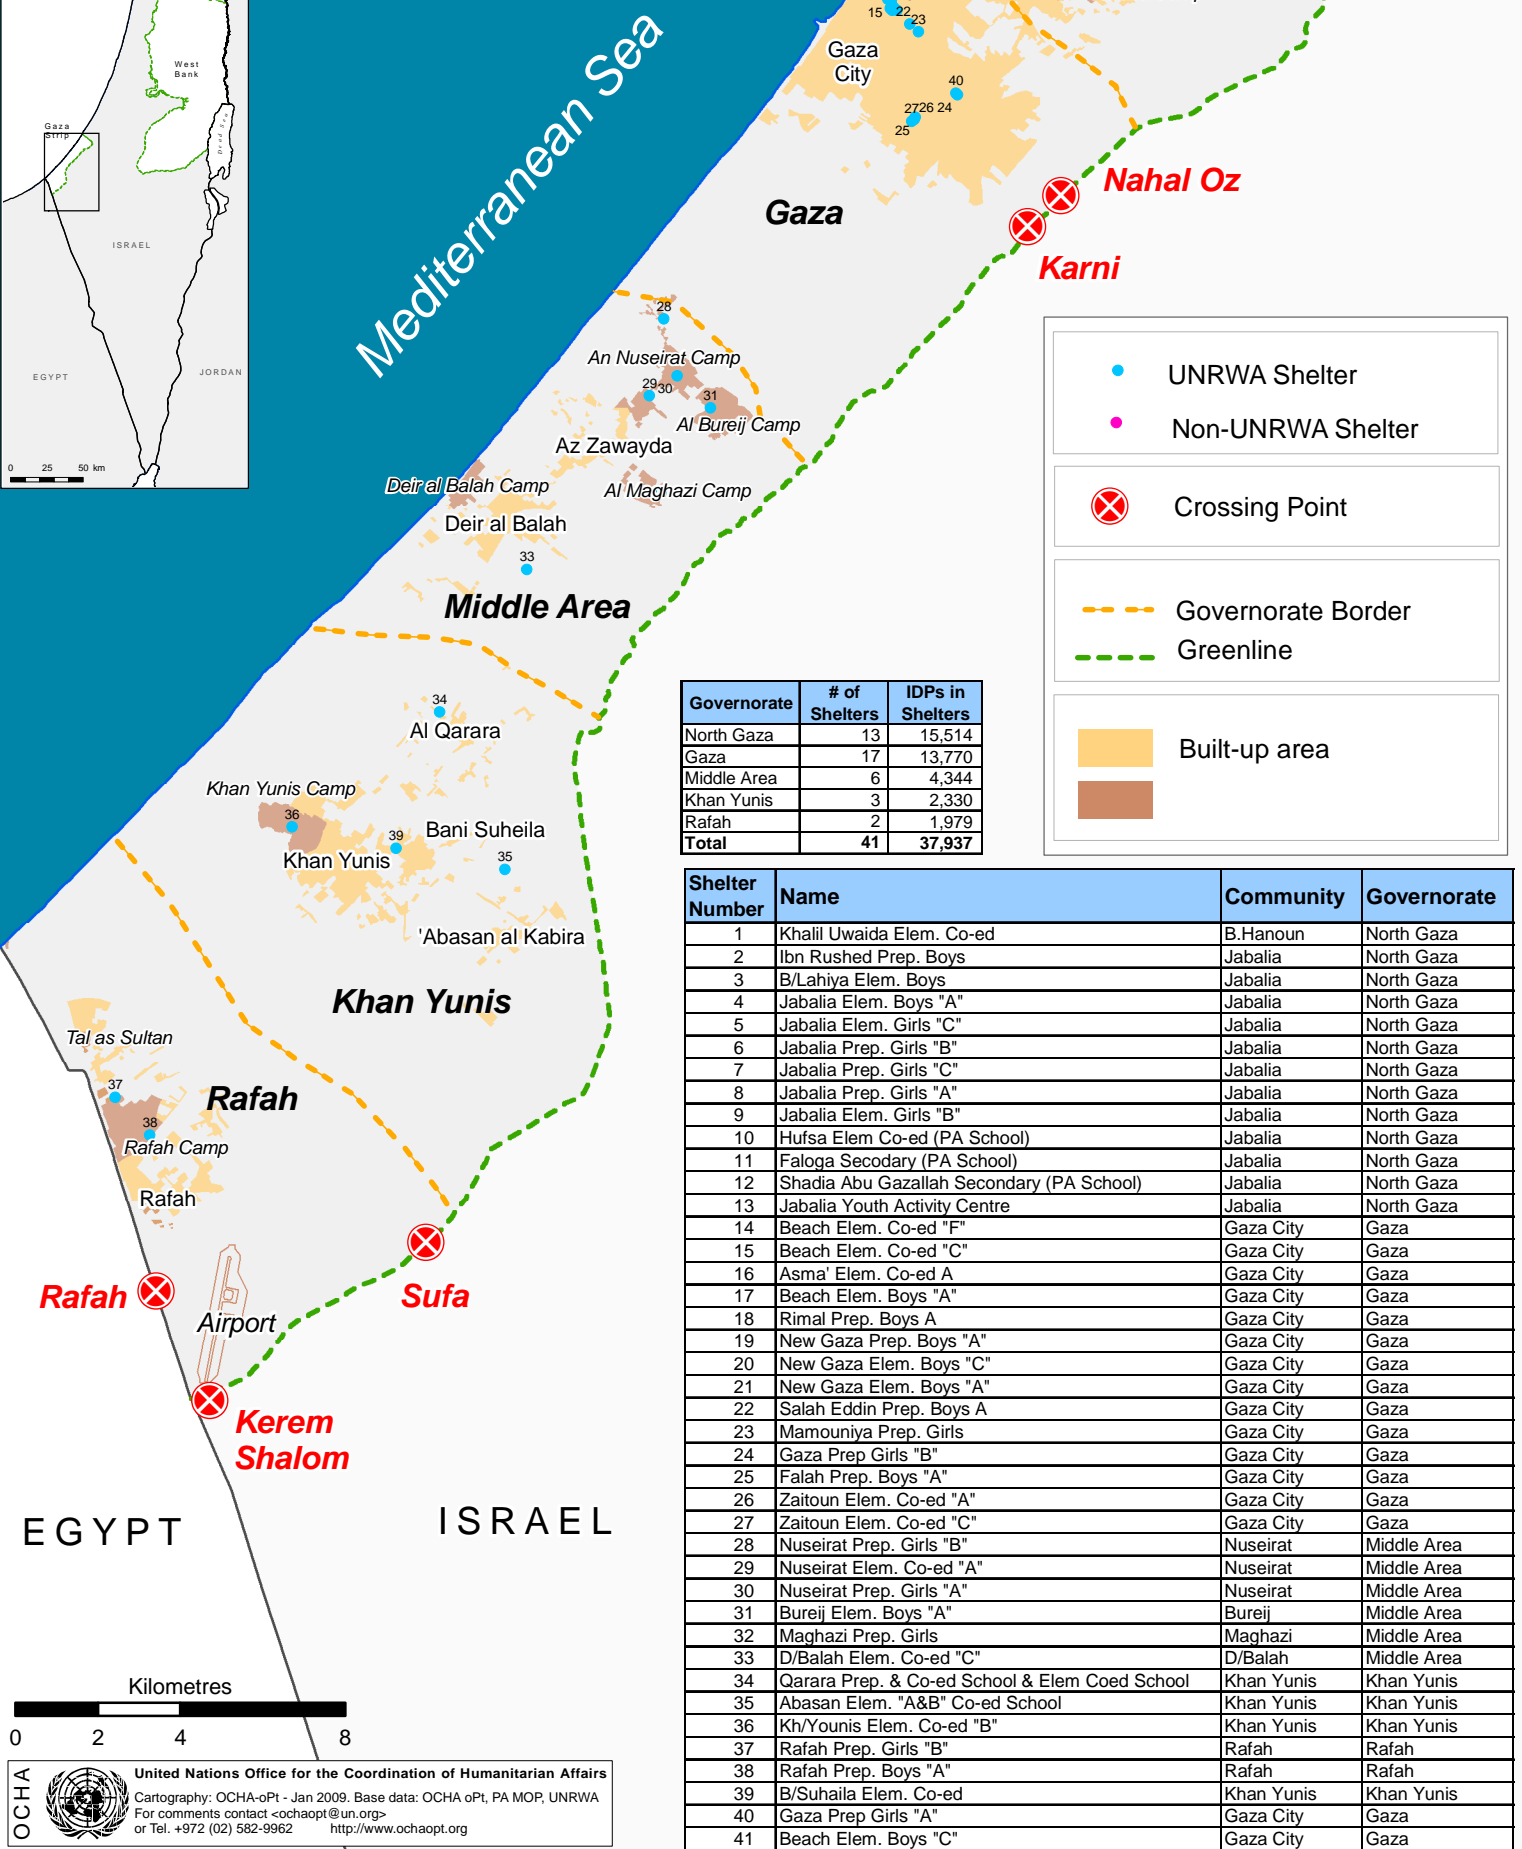 West
Bank
Gaza
Strip
Dead Sea
ISRAEL
EGYPT
JORDAN
0 25 50 km
Mediterranean Sea
15 22 23
Gaza
City
40
27 26 24
25
Nahal Oz
Karni
Gaza
28
An Nuseirat Camp
29 30
31
Al Bureij Camp
Az Zawayda
Deir al Balah Camp
Al Maghazi Camp
Deir al Balah
33
Middle Area
34
Al Qarara
Khan Yunis Camp
36
39
Bani Suheila
Khan Yunis
35
'Abasan al Kabira
Khan Yunis
Tal as Sultan
37
Rafah
38
Rafah Camp
Rafah
Rafah
Sufa
Airport
Kerem
Shalom
EGYPT
ISRAEL
UNRWA Shelter
Non-UNRWA Shelter
Crossing Point
Governorate Border
Greenline
Built-up area
Governorate # of Shelters IDPs in Shelters
North Gaza 13 15,514
Gaza 17 13,770
Middle Area 6 4,344
Khan Yunis 3 2,330
Rafah 2 1,979
Total 41 37,937
Shelter Number Name Community Governorate
1 Khalil Uwaida Elem. Co-ed B.Hanoun North Gaza
2 Ibn Rushed Prep. Boys Jabalia North Gaza
3 B/Lahiya Elem. Boys Jabalia North Gaza
4 Jabalia Elem. Boys "A" Jabalia North Gaza
5 Jabalia Elem. Girls "C" Jabalia North Gaza
6 Jabalia Prep. Girls "B" Jabalia North Gaza
7 Jabalia Prep. Girls "C" Jabalia North Gaza
8 Jabalia Prep. Girls "A" Jabalia North Gaza
9 Jabalia Elem. Girls "B" Jabalia North Gaza
10 Hufsa Elem Co-ed (PA School) Jabalia North Gaza
11 Faloga Secodary (PA School) Jabalia North Gaza
12 Shadia Abu Gazallah Secondary (PA School) Jabalia North Gaza
13 Jabalia Youth Activity Centre Jabalia North Gaza
14 Beach Elem. Co-ed "F" Gaza City Gaza
15 Beach Elem. Co-ed "C" Gaza City Gaza
16 Asma' Elem. Co-ed A Gaza City Gaza
17 Beach Elem. Boys "A" Gaza City Gaza
18 Rimal Prep. Boys A Gaza City Gaza
19 New Gaza Prep. Boys "A" Gaza City Gaza
20 New Gaza Elem. Boys "C" Gaza City Gaza
21 New Gaza Elem. Boys "A" Gaza City Gaza
22 Salah Eddin Prep. Boys A Gaza City Gaza
23 Mamouniya Prep. Girls Gaza City Gaza
24 Gaza Prep Girls "B" Gaza City Gaza
25 Falah Prep. Boys "A" Gaza City Gaza
26 Zaitoun Elem. Co-ed "A" Gaza City Gaza
27 Zaitoun Elem. Co-ed "C" Gaza City Gaza
28 Nuseirat Prep. Girls "B" Nuseirat Middle Area
29 Nuseirat Elem. Co-ed "A" Nuseirat Middle Area
30 Nuseirat Prep. Girls "A" Nuseirat Middle Area
31 Bureij Elem. Boys "A" Bureij Middle Area
32 Maghazi Prep. Girls Maghazi Middle Area
33 D/Balah Elem. Co-ed "C" D/Balah Middle Area
34 Qarara Prep. & Co-ed School & Elem Coed School Khan Yunis Khan Yunis
35 Abasan Elem. "A&B" Co-ed School Khan Yunis Khan Yunis
36 Kh/Younis Elem. Co-ed "B" Khan Yunis Khan Yunis
37 Rafah Prep. Girls "B" Rafah Rafah
38 Rafah Prep. Boys "A" Rafah Rafah
39 B/Suhaila Elem. Co-ed Khan Yunis Khan Yunis
40 Gaza Prep Girls "A" Gaza City Gaza
41 Beach Elem. Boys "C" Gaza City Gaza
Kilometres
0 2 4 8
OCHA
United Nations Office for the Coordination of Humanitarian Affairs
Cartography: OCHA-oPt - Jan 2009. Base data: OCHA oPt, PA MOP, UNRWA
For comments contact <ochaopt@un.org>
or Tel. +972 (02) 582-9962 http://www.ochaopt.org